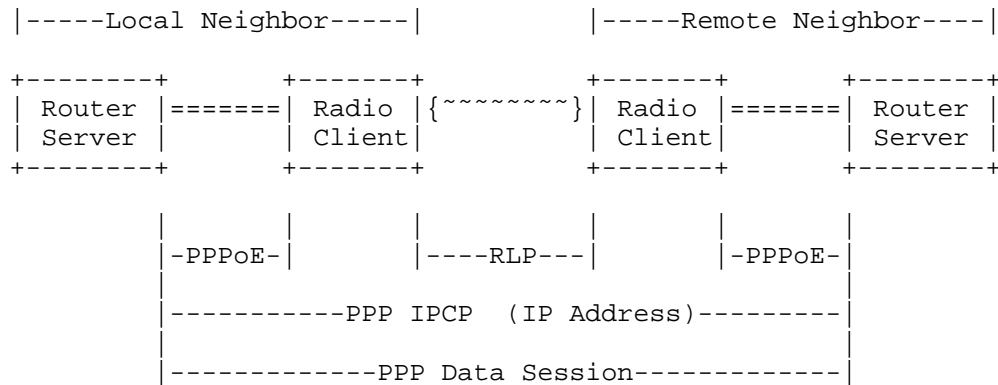 |-----Local Neighbor-----| |-----Remote Neighbor----|
+--------+ +-------+ +-------+ +--------+
| Router |=======| Radio |{~~~~~~~~}| Radio |=======| Router |
| Server | | Client| | Client| | Server |
+--------+ +-------+ +-------+ +--------+
| | | | | |
|-PPPoE-| |----RLP---| |-PPPoE-|
| |
|-----------PPP IPCP (IP Address)---------|
| |
|-------------PPP Data Session-------------|